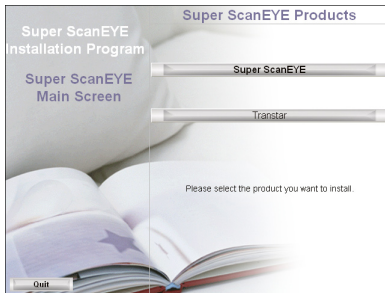 Super ScanEYE Products
Super ScanEYE
Installation Program
Super ScanEYE
Main Screen
Super ScanEYE
Transtar
Please select the product you want to install.
Quit